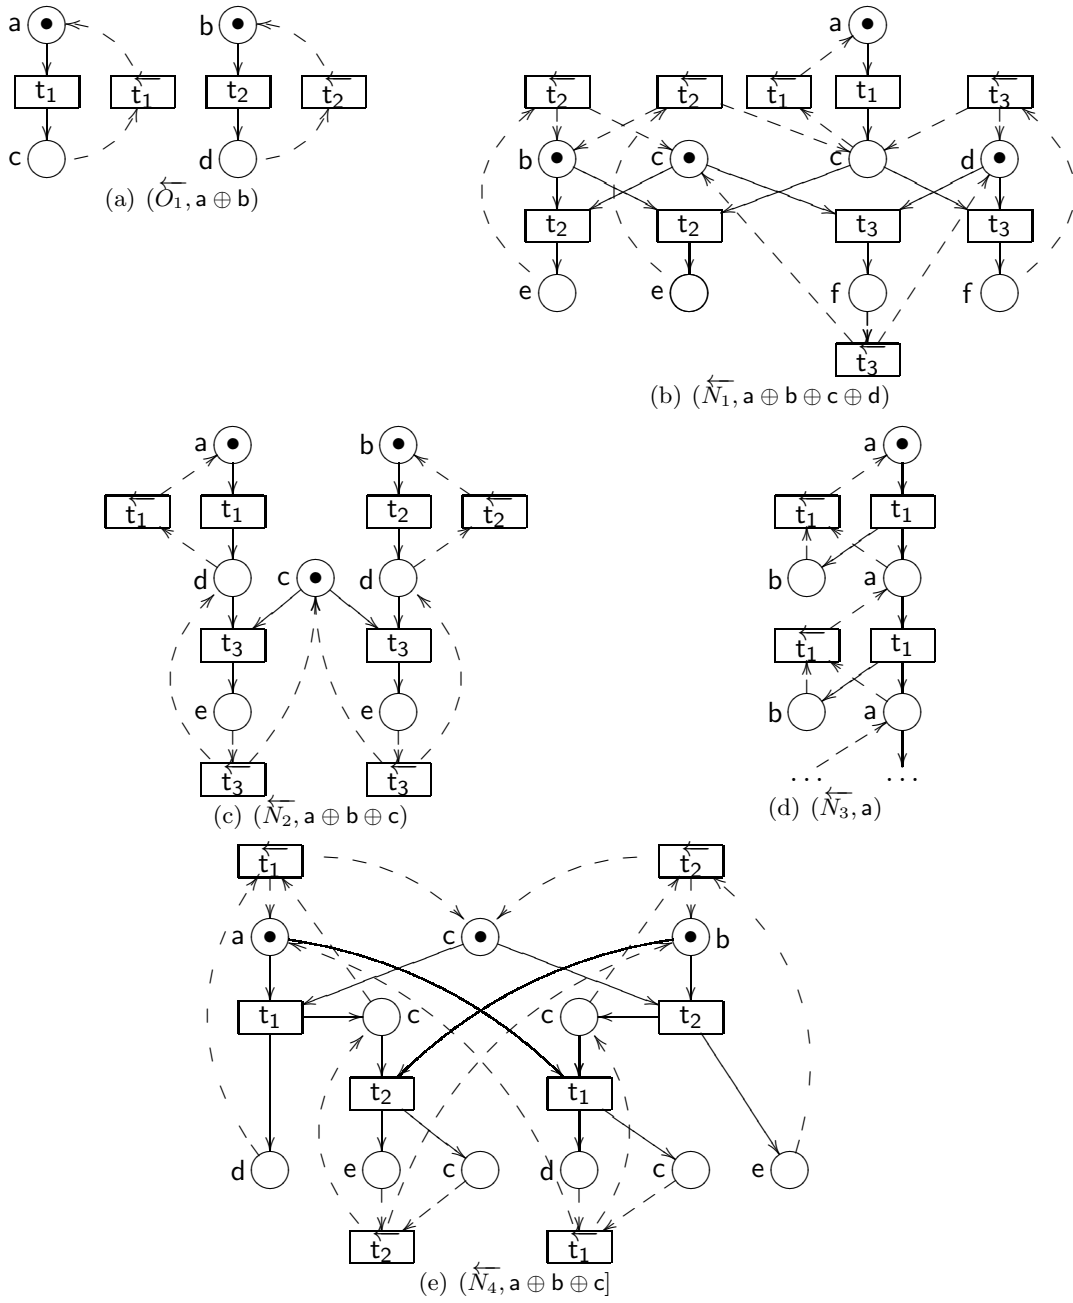 a b a
t₁ ←t₁ t₂ ←t₂ ←t₂ ←t₂ ←t₁ t₁ ←t₃
c d b c c d
(a) (←O₁, a ⊕ b)
t₂ t₂ t₃ t₃
e e f f
←t₃
(b) (←N₁, a ⊕ b ⊕ c ⊕ d)
a b a
←t₁ t₁ t₂ ←t₂ ←t₁ t₁
d c d b a
t₃ t₃ ←t₁ t₁
e e b a
←t₃ ←t₃ ... ...
(c) (←N₂, a ⊕ b ⊕ c) (d) (←N₃, a)
←t₁ ←t₂
a c b
t₁ c c t₂
t₂ t₁
d e c d c e
←t₂ ←t₁
(e) (←N₄, a ⊕ b ⊕ c]